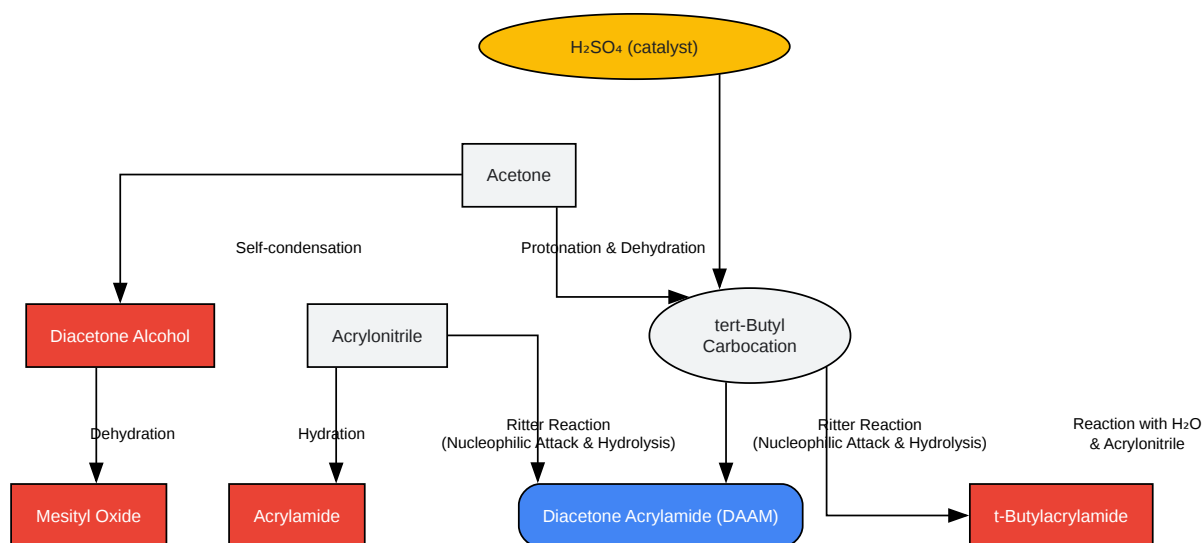 H₂SO₄ (catalyst)
Acetone
Self-condensation
Protonation & Dehydration
Diacetone Alcohol
Acrylonitrile
tert-Butyl
Carbocation
Dehydration
Hydration
Ritter Reaction
(Nucleophilic Attack & Hydrolysis)
Ritter Reaction
(Nucleophilic Attack & Hydrolysis)
Reaction with H₂O
& Acrylonitrile
Mesityl Oxide
Acrylamide
Diacetone Acrylamide (DAAM)
t-Butylacrylamide